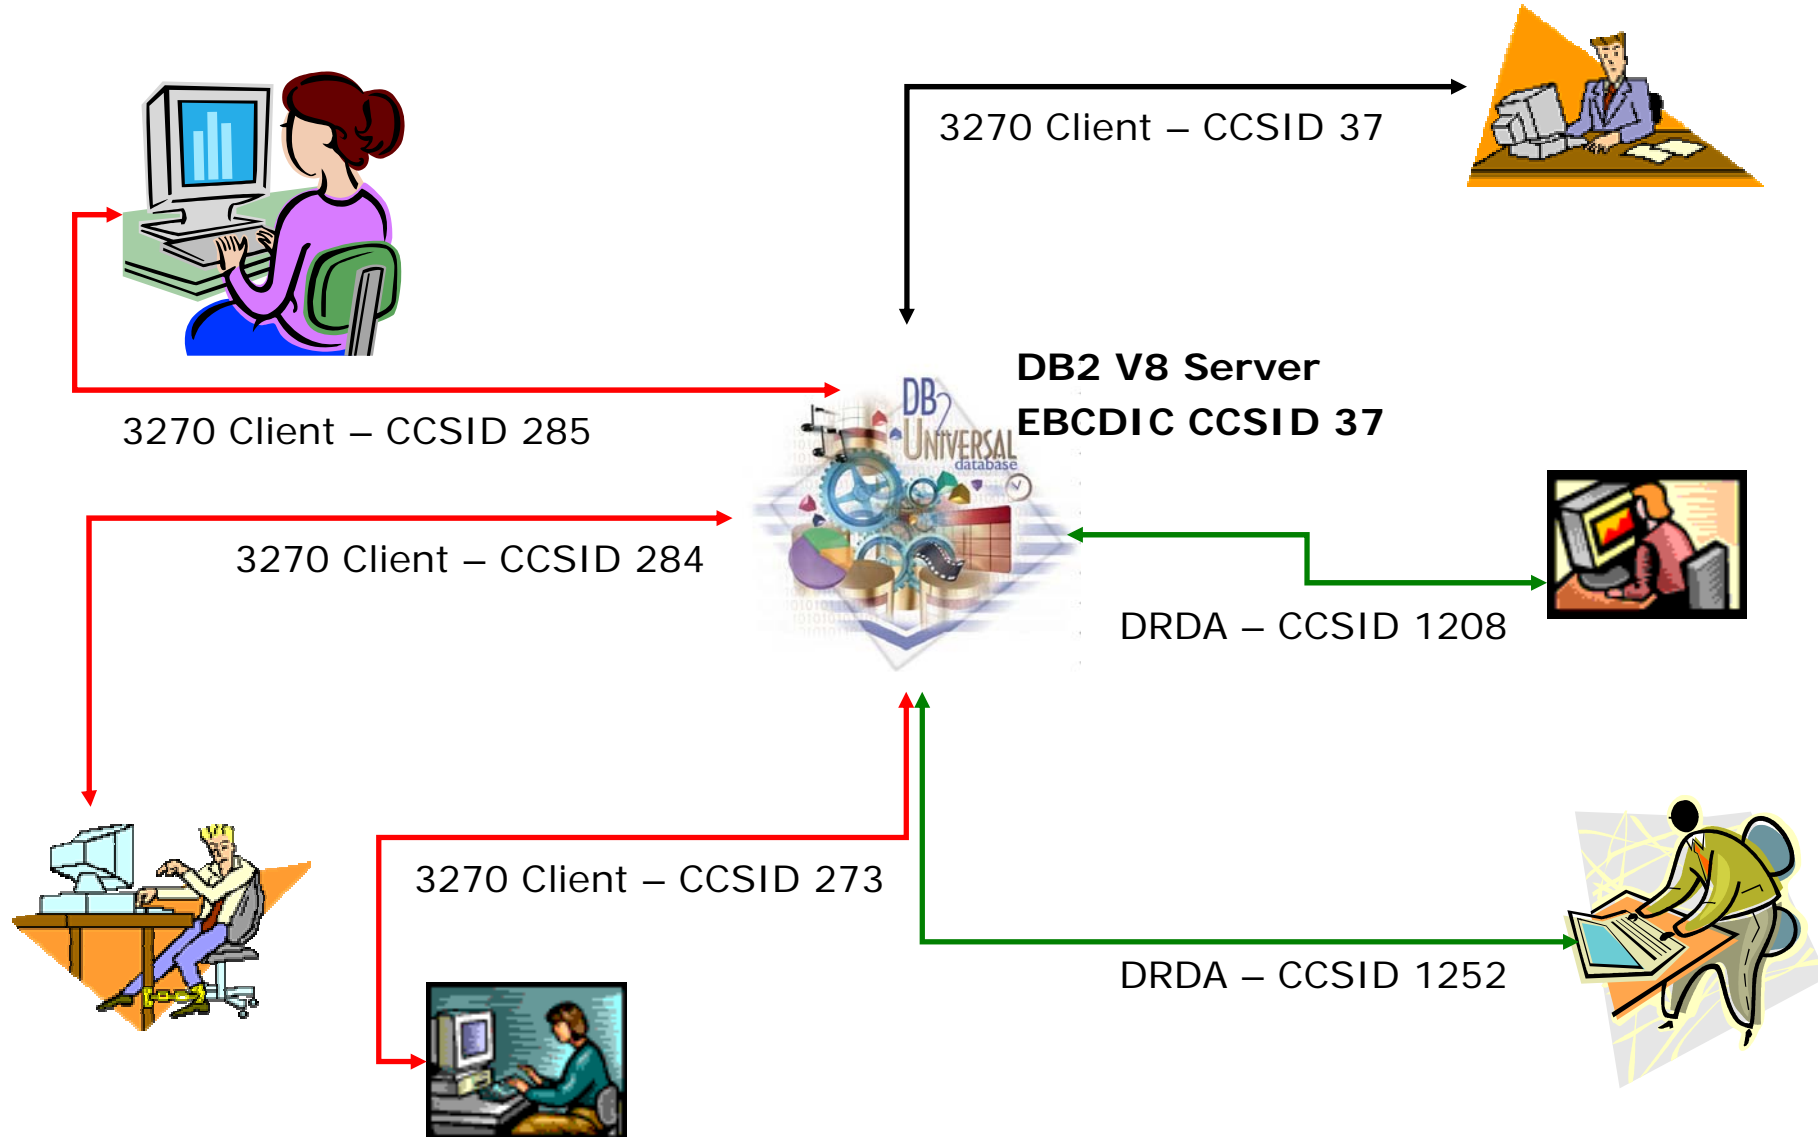 3270 Client – CCSID 37
DB2 V8 Server
EBCDIC CCSID 37
DB2
UNIVERSAL
database
3270 Client – CCSID 285
3270 Client – CCSID 284
DRDA – CCSID 1208
3270 Client – CCSID 273
DRDA – CCSID 1252